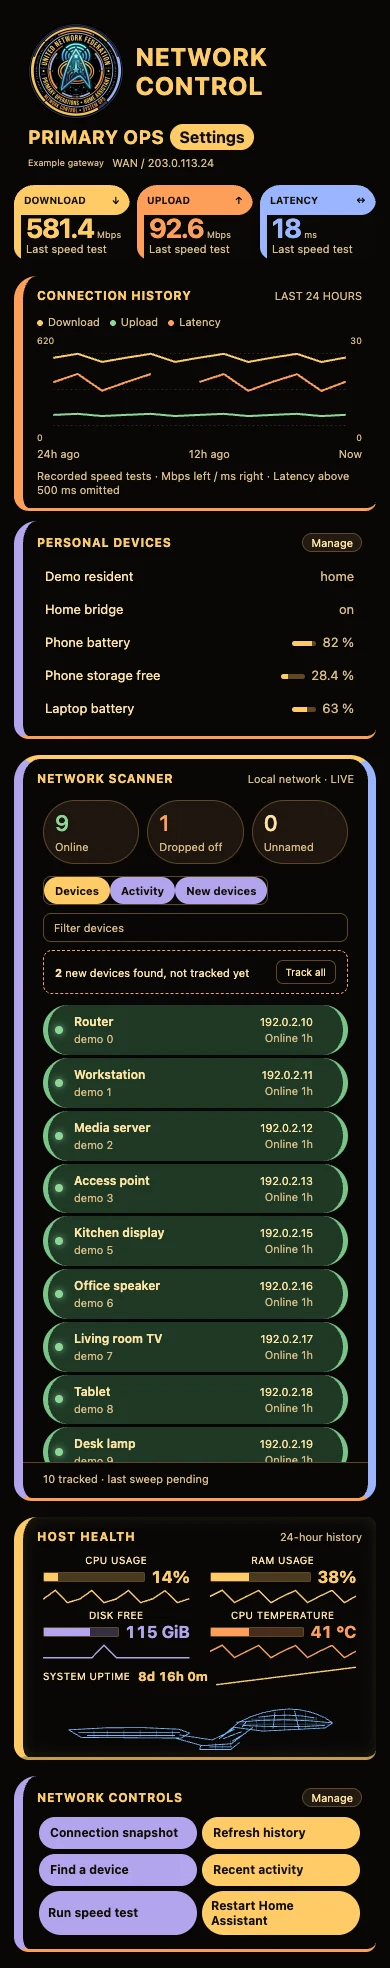 UNITED NETWORK FEDERATION
NETWORK
CONTROL
PRIMARY OPS Settings
Example gateway WAN / 203.0.113.24
DOWNLOAD ↓
581.4 Mbps
Last speed test
UPLOAD ↑
92.6 Mbps
Last speed test
LATENCY ↔
18 ms
Last speed test
CONNECTION HISTORY LAST 24 HOURS
Download Upload Latency
620 30
0 0
24h ago 12h ago Now
Recorded speed tests · Mbps left / ms right · Latency above
500 ms omitted
PERSONAL DEVICES Manage
Demo resident home
Home bridge on
Phone battery 82 %
Phone storage free 28.4 %
Laptop battery 63 %
NETWORK SCANNER Local network · LIVE
9 1 0
Online Dropped off Unnamed
Devices Activity New devices
Filter devices
2 new devices found, not tracked yet Track all
Router 192.0.2.10
demo 0 Online 1h
Workstation 192.0.2.11
demo 1 Online 1h
Media server 192.0.2.12
demo 2 Online 1h
Access point 192.0.2.13
demo 3 Online 1h
Kitchen display 192.0.2.15
demo 5 Online 1h
Office speaker 192.0.2.16
demo 6 Online 1h
Living room TV 192.0.2.17
demo 7 Online 1h
Tablet 192.0.2.18
demo 8 Online 1h
Desk lamp 192.0.2.19
demo 9 Online 1h
10 tracked · last sweep pending
HOST HEALTH 24-hour history
CPU USAGE RAM USAGE
14% 38%
DISK FREE CPU TEMPERATURE
115 GiB 41 °C
SYSTEM UPTIME 8d 16h 0m
NETWORK CONTROLS Manage
Connection snapshot Refresh history
Find a device Recent activity
Run speed test Restart Home
Assistant